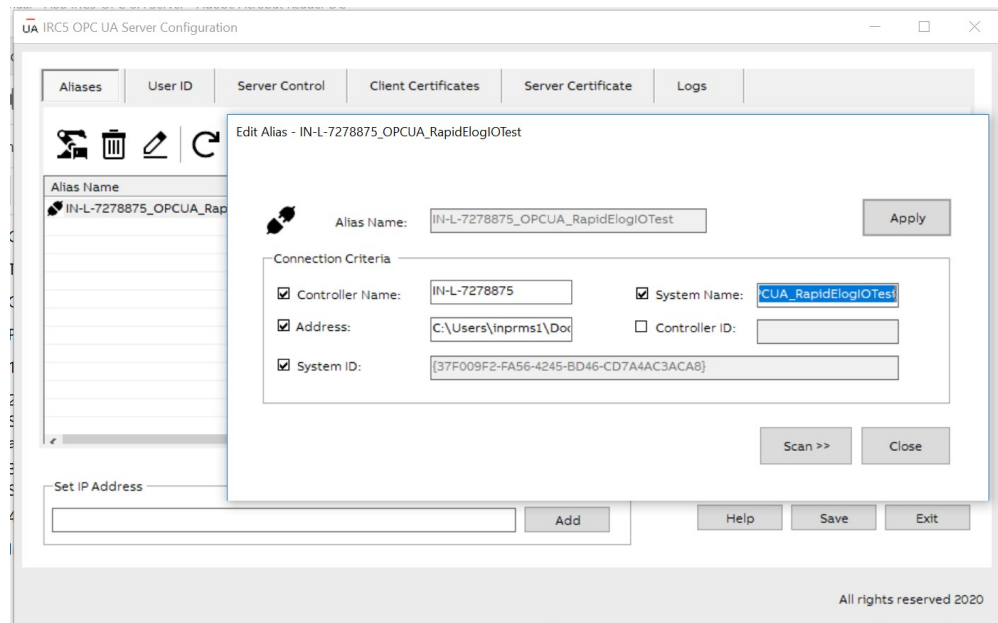 UA IRC5 OPC UA Server Configuration
Aliases User ID Server Control Client Certificates Server Certificate Logs
Edit Alias - IN-L-7278875_OPCUA_RapidElogIOTest
Alias Name
IN-L-7278875_OPCUA_Rap
Alias Name: IN-L-7278875_OPCUA_RapidElogIOTest Apply
Connection Criteria
Controller Name: IN-L-7278875 System Name: PCUA_RapidElogIOTest
Address: C:\Users\inprms1\Doc Controller ID:
System ID: {37F009F2-FA56-4245-BD46-CD7A4AC3ACA8}
Scan >> Close
Set IP Address
Add
Help Save Exit
All rights reserved 2020